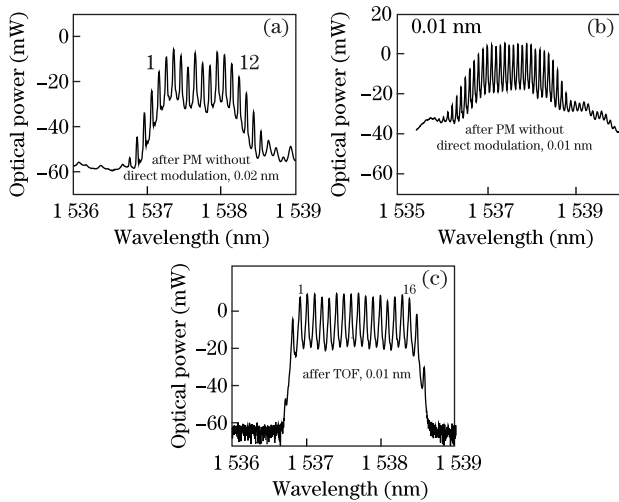 (a)
0
−20
−40
−60
Optical power (mW)
1
12
after PM without
direct modulation, 0.02 nm
1 536
1 537
1 538
1 539
Wavelength (nm)
(b)
20
0
−20
−40
−60
Optical power (mW)
0.01 nm
after PM without
direct modulation, 0.01 nm
1 535
1 537
1 539
Wavelength (nm)
(c)
0
−20
−40
−60
Optical power (mW)
1
16
affer TOF, 0.01 nm
1 536
1 537
1 538
1 539
Wavelength (nm)